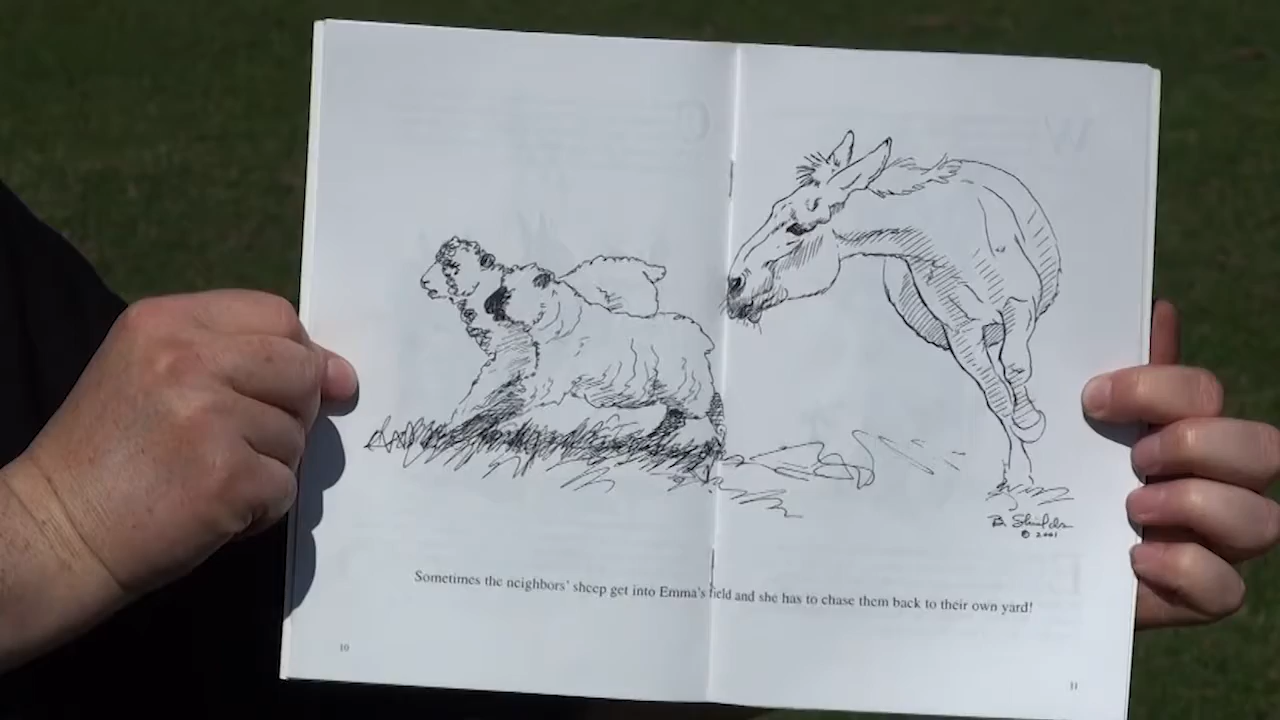 B. Shields
© 2001
Sometimes the neighbors' sheep get into Emma's field and she has to chase them back to their own yard!
10
11